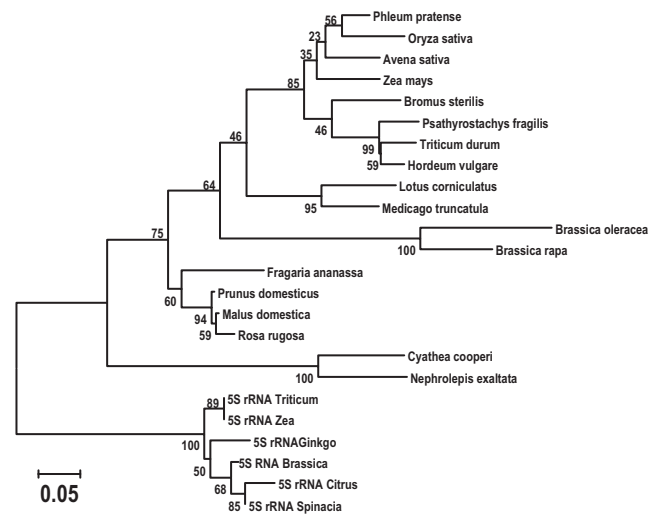 Phleum pratense
56
Oryza sativa
23
Avena sativa
35
Zea mays
85
Bromus sterilis
46
Psathyrostachys fragilis
99
Triticum durum
59
Hordeum vulgare
46
Lotus corniculatus
95
Medicago truncatula
64
Brassica oleracea
100
Brassica rapa
75
Fragaria ananassa
60
Prunus domesticus
94
Malus domestica
59
Rosa rugosa
Cyathea cooperi
100
Nephrolepis exaltata
89
5S rRNA Triticum
5S rRNA Zea
100
5S rRNAGinkgo
50
5S RNA Brassica
68
5S rRNA Citrus
85
5S rRNA Spinacia
0.05